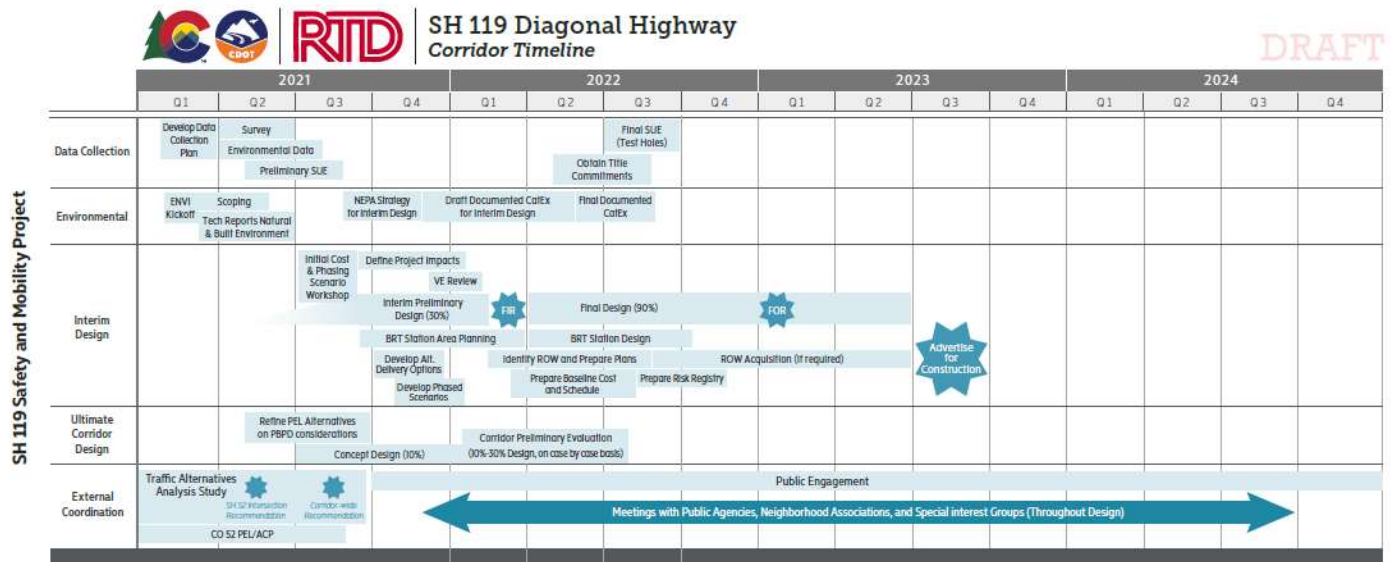 CDOT
RTD
SH 119 Diagonal Highway
Corridor Timeline
DRAFT
2021
2022
2023
2024
Q1
Q2
Q3
Q4
Q1
Q2
Q3
Q4
Q1
Q2
Q3
Q4
Q1
Q2
Q3
Q4
SH 119 Safety and Mobility Project
Data Collection
Develop Data
Collection
Plan
Survey
Environmental Data
Preliminary SUE
Final SUE
(Test Holes)
Obtain Title
Commitments
Environmental
ENVI
Kickoff
Scoping
Tech Reports Natural
& Built Environment
NEPA Strategy
for Interim Design
Draft Documented CatEx
for Interim Design
Final Documented
CatEx
Interim
Design
Initial Cost
& Phasing
Scenario
Workshop
Define Project Impacts
VE Review
Interim Preliminary
Design (30%)
FIR
Final Design (90%)
FOR
BRT Station Area Planning
BRT Station Design
Develop Alt.
Delivery Options
Identify ROW and Prepare Plans
ROW Acquisition (if required)
Develop Phased
Scenarios
Prepare Baseline Cost
and Schedule
Prepare Risk Registry
Advertise
for
Construction
Ultimate
Corridor
Design
Refine PEL Alternatives
on PBPD considerations
Concept Design (10%)
Corridor Preliminary Evaluation
(10%-30% Design, on case by case basis)
External
Coordination
Traffic Alternatives
Analysis Study
SH 52 Intersection
Recommendation
Corridor-wide
Recommendation
CO 52 PEL/ACP
Public Engagement
Meetings with Public Agencies, Neighborhood Associations, and Special interest Groups (Throughout Design)